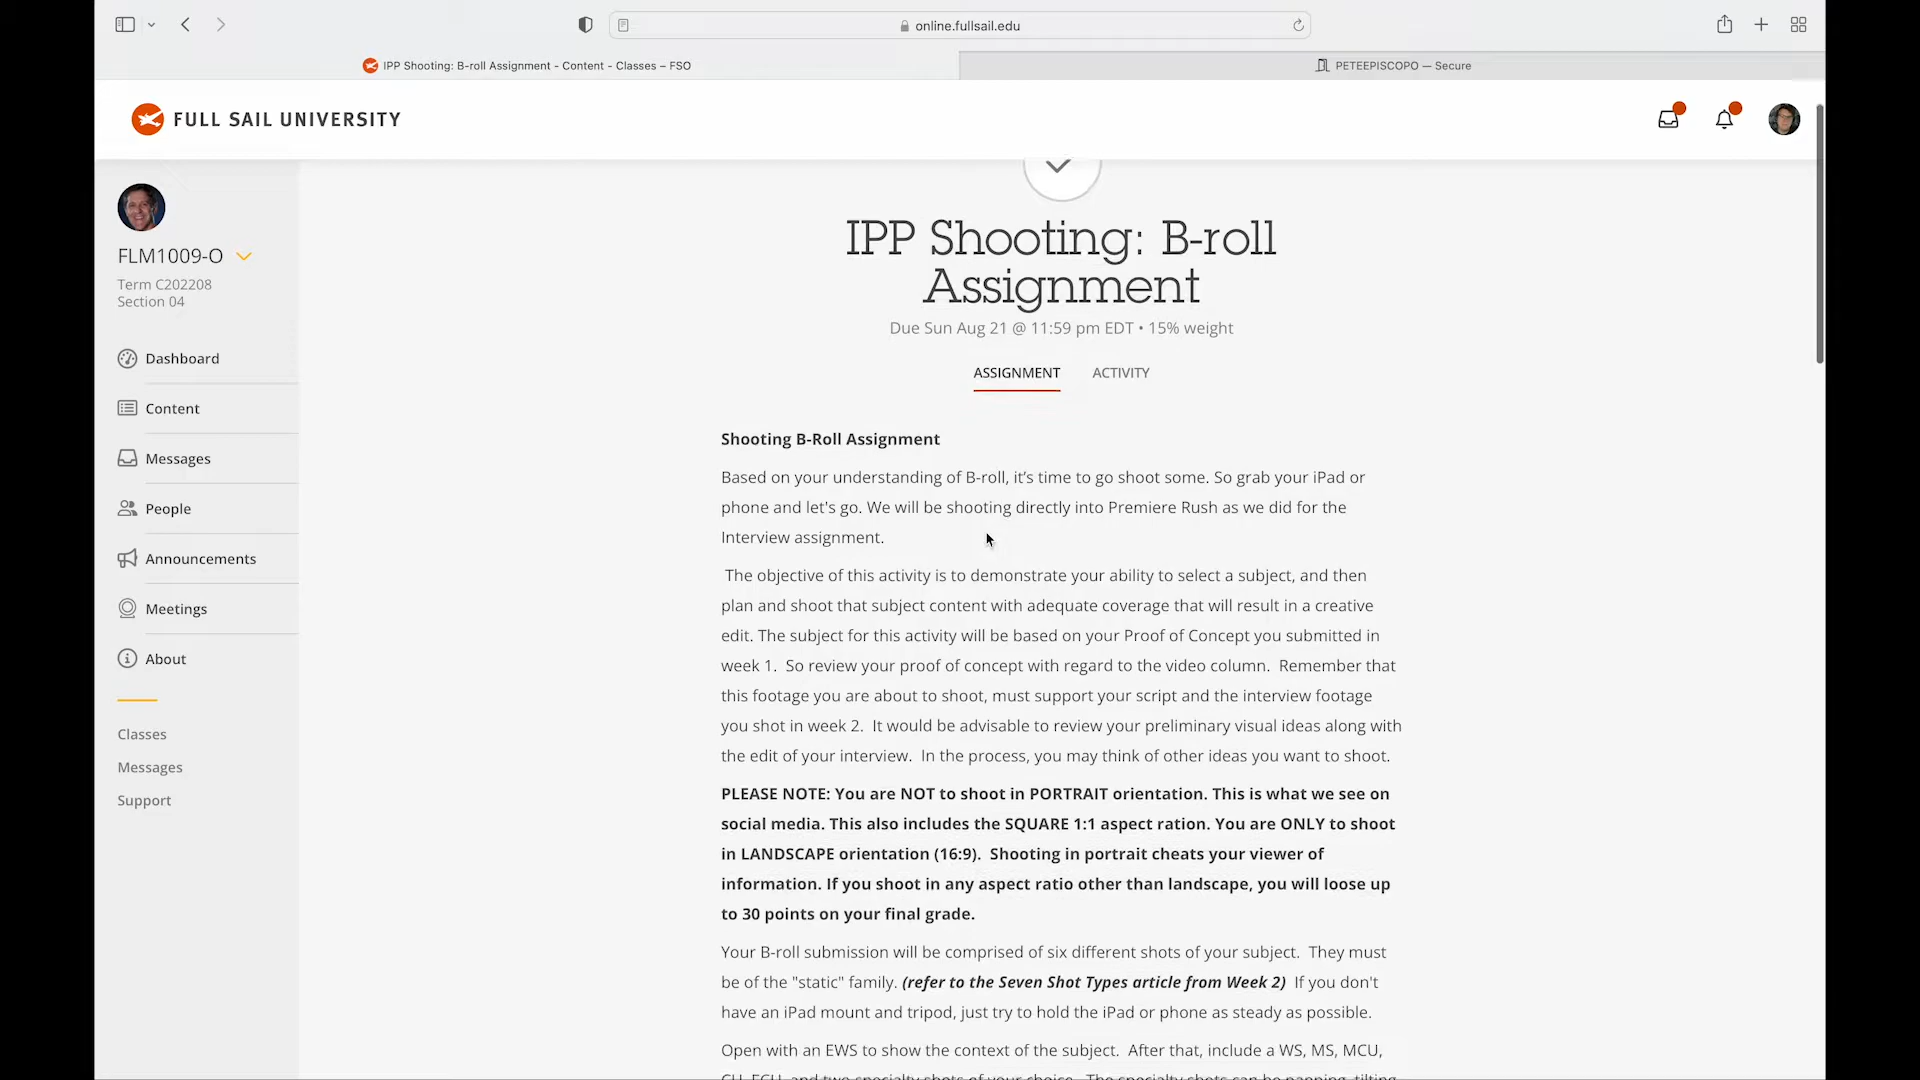 online.fullsail.edu
IPP Shooting: B-roll Assignment - Content - Classes – FSO
PETEEPISCOPO — Secure
FULL SAIL UNIVERSITY
FLM1009-O
Term C202208
Section 04
Dashboard
Content
Messages
People
Announcements
Meetings
About
Classes
Messages
Support
IPP Shooting: B-roll
Assignment
Due Sun Aug 21 @ 11:59 pm EDT • 15% weight
ASSIGNMENT ACTIVITY
Shooting B-Roll Assignment
Based on your understanding of B-roll, it’s time to go shoot some. So grab your iPad or
phone and let's go. We will be shooting directly into Premiere Rush as we did for the
Interview assignment.
The objective of this activity is to demonstrate your ability to select a subject, and then
plan and shoot that subject content with adequate coverage that will result in a creative
edit. The subject for this activity will be based on your Proof of Concept you submitted in
week 1.  So review your proof of concept with regard to the video column.  Remember that
this footage you are about to shoot, must support your script and the interview footage
you shot in week 2.  It would be advisable to review your preliminary visual ideas along with
the edit of your interview.  In the process, you may think of other ideas you want to shoot.
PLEASE NOTE: You are NOT to shoot in PORTRAIT orientation. This is what we see on
social media. This also includes the SQUARE 1:1 aspect ration. You are ONLY to shoot
in LANDSCAPE orientation (16:9).  Shooting in portrait cheats your viewer of
information. If you shoot in any aspect ratio other than landscape, you will loose up
to 30 points on your final grade.
Your B-roll submission will be comprised of six different shots of your subject.  They must
be of the "static" family. (refer to the Seven Shot Types article from Week 2)  If you don't
have an iPad mount and tripod, just try to hold the iPad or phone as steady as possible.
Open with an EWS to show the context of the subject.  After that, include a WS, MS, MCU,
CU, ECU, and two specialty shots of your choice.  The specialty shots can be panning, tilting